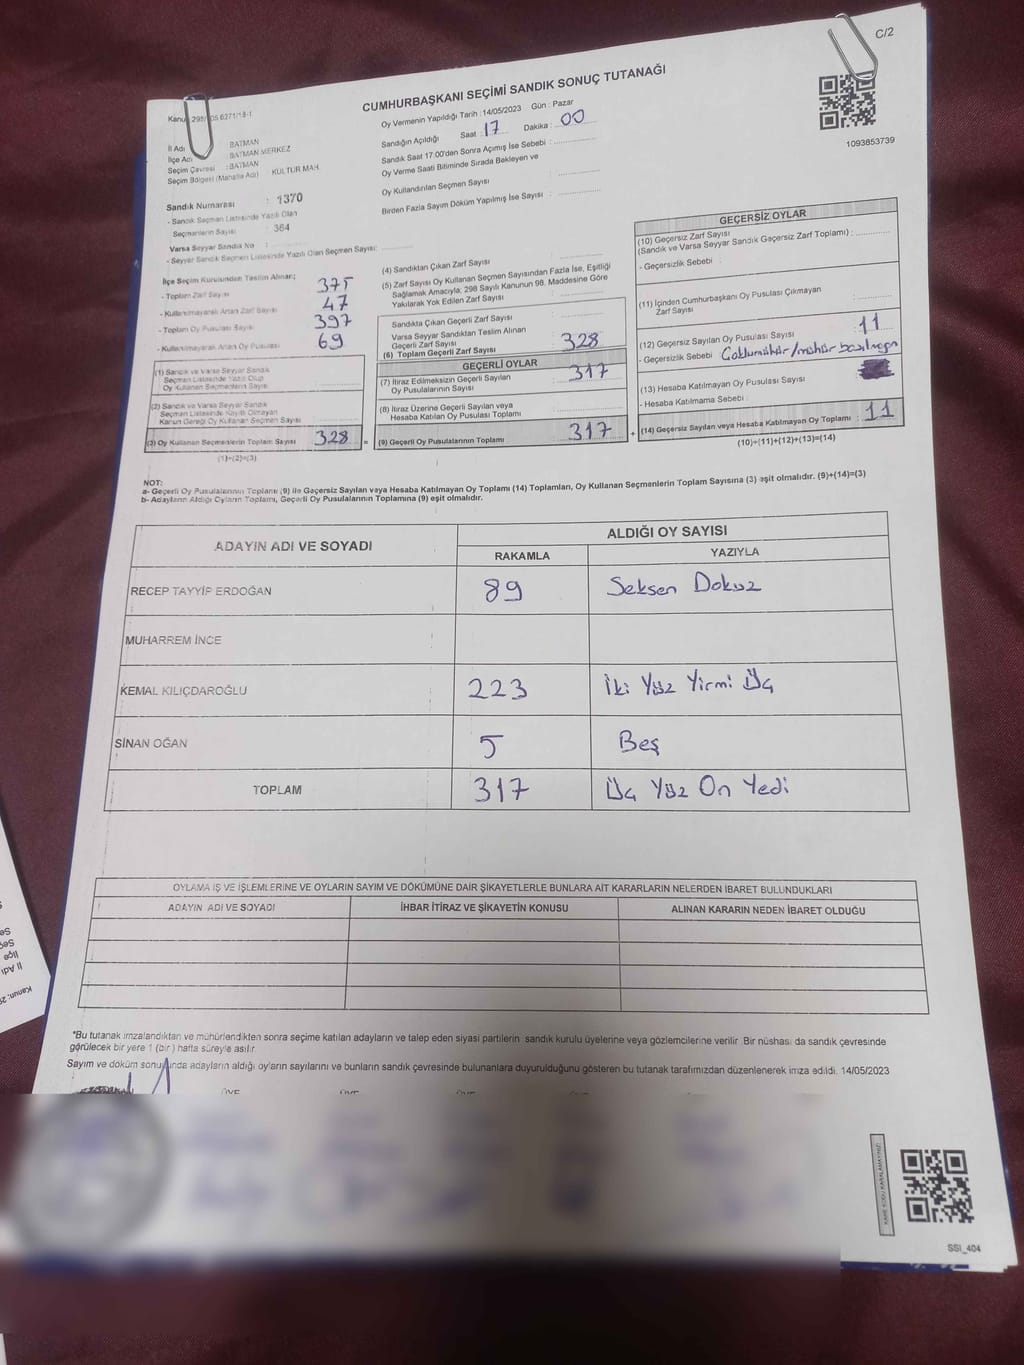 C/2
CUMHURBAŞKANI SEÇİMİ SANDIK SONUÇ TUTANAĞI
1093853739
İl Adı BATMAN
İlçe Adı BATMAN MERKEZ
Seçim Çevresi : BATMAN
Seçim Bölgesi (Mahalle Adı) KÜLTÜR MAH.
Sandık Numarası : 1370
- Sandık Seçmen Listesinde Yazılı Olan
Seçmenlerin Sayısı : 364
Varsa Seyyar Sandık No :
- Seyyar Sandık Seçmen Listesinde Yazılı Olan Seçmen Sayısı:
Oy Vermenin Yapıldığı Tarih : 14/05/2023 Gün : Pazar
Sandığın Açıldığı Saat 17 Dakika : 00
Sandık Saat 17.00'den Sonra Açılmış İse Sebebi :
Oy Verme Saati Bitiminde Sırada Bekleyen ve
Oy Kullandırılan Seçmen Sayısı
Birden Fazla Sayım Döküm Yapılmış İse Sayısı :
İlçe Seçim Kurulundan Teslim Alınan;
- Toplam Zarf Sayısı 375
- Kullanılmayarak Artan Zarf Sayısı 47
- Toplam Oy Pusulası Sayısı 397
- Kullanılmayarak Artan Oy Pusulası 69
(1) Sandık ve Varsa Seyyar Sandık
Seçmen Listesinde Yazılı Olup
Oy Kullanan Seçmenlerin Sayısı
(2) Sandık ve Varsa Seyyar Sandık
Seçmen Listesinde Kayıtlı Olmayan
Kanun Gereği Oy Kullanan Seçmen Sayısı
(3) Oy Kullanan Seçmenlerin Toplam Sayısı 328 =
(1)+(2)=(3)
(4) Sandıktan Çıkan Zarf Sayısı
(5) Zarf Sayısı Oy Kullanan Seçmen Sayısından Fazla İse, Eşitliği
Sağlamak Amacıyla, 298 Sayılı Kanunun 98. Maddesine Göre
Yakılarak Yok Edilen Zarf Sayısı
Sandıkta Çıkan Geçerli Zarf Sayısı
Varsa Seyyar Sandıktan Teslim Alınan
Geçerli Zarf Sayısı
(6) Toplam Geçerli Zarf Sayısı 328
GEÇERLİ OYLAR
(7) İtiraz Edilmeksizin Geçerli Sayılan
Oy Pusulalarının Sayısı 317
(8) İtiraz Üzerine Geçerli Sayılan veya
Hesaba Katılan Oy Pusulası Toplamı
(9) Geçerli Oy Pusulalarının Toplamı 317 +
GEÇERSİZ OYLAR
(10) Geçersiz Zarf Sayısı
(Sandık ve Varsa Seyyar Sandık Geçersiz Zarf Toplamı) :
- Geçersizlik Sebebi :
(11) İçinden Cumhurbaşkanı Oy Pusulası Çıkmayan
Zarf Sayısı :
(12) Geçersiz Sayılan Oy Pusulası Sayısı : 11
- Geçersizlik Sebebi
(13) Hesaba Katılmayan Oy Pusulası Sayısı
- Hesaba Katılmama Sebebi :
(14) Geçersiz Sayılan veya Hesaba Katılmayan Oy Toplamı : 11
(10)+(11)+(12)+(13)=(14)
NOT:
a- Geçerli Oy Pusulalarının Toplamı (9) ile Geçersiz Sayılan veya Hesaba Katılmayan Oy Toplamı (14) Toplamları, Oy Kullanan Seçmenlerin Toplam Sayısına (3) eşit olmalıdır. (9)+(14)=(3)
b- Adayların Aldığı Oyların Toplamı, Geçerli Oy Pusulalarının Toplamına (9) eşit olmalıdır.
ADAYIN ADI VE SOYADI ALDIĞI OY SAYISI
RAKAMLA YAZIYLA
RECEP TAYYİP ERDOĞAN 89 Seksen Dokuz
MUHARREM İNCE
KEMAL KILIÇDAROĞLU 223 İki Yüz Yirmi Üç
SİNAN OĞAN 5 Beş
TOPLAM 317 Üç Yüz On Yedi
OYLAMA İŞ VE İŞLEMLERİNE VE OYLARIN SAYIM VE DÖKÜMÜNE DAİR ŞİKAYETLERLE BUNLARA AİT KARARLARIN NELERDEN İBARET BULUNDUKLARI
ADAYIN ADI VE SOYADI İHBAR İTİRAZ VE ŞİKAYETİN KONUSU ALINAN KARARIN NEDEN İBARET OLDUĞU
*Bu tutanak imzalandıktan ve mühürlendikten sonra seçime katılan adayların ve talep eden siyasi partilerin sandık kurulu üyelerine veya gözlemcilerine verilir. Bir nüshası da sandık çevresinde
görülecek bir yere 1 (bir) hafta süreyle asılır.
Sayım ve döküm sonucunda adayların aldığı oyların sayılarını ve bunların sandık çevresinde bulunanlara duyurulduğunu gösteren bu tutanak tarafımızdan düzenlenerek imza edildi. 14/05/2023
SSI_404